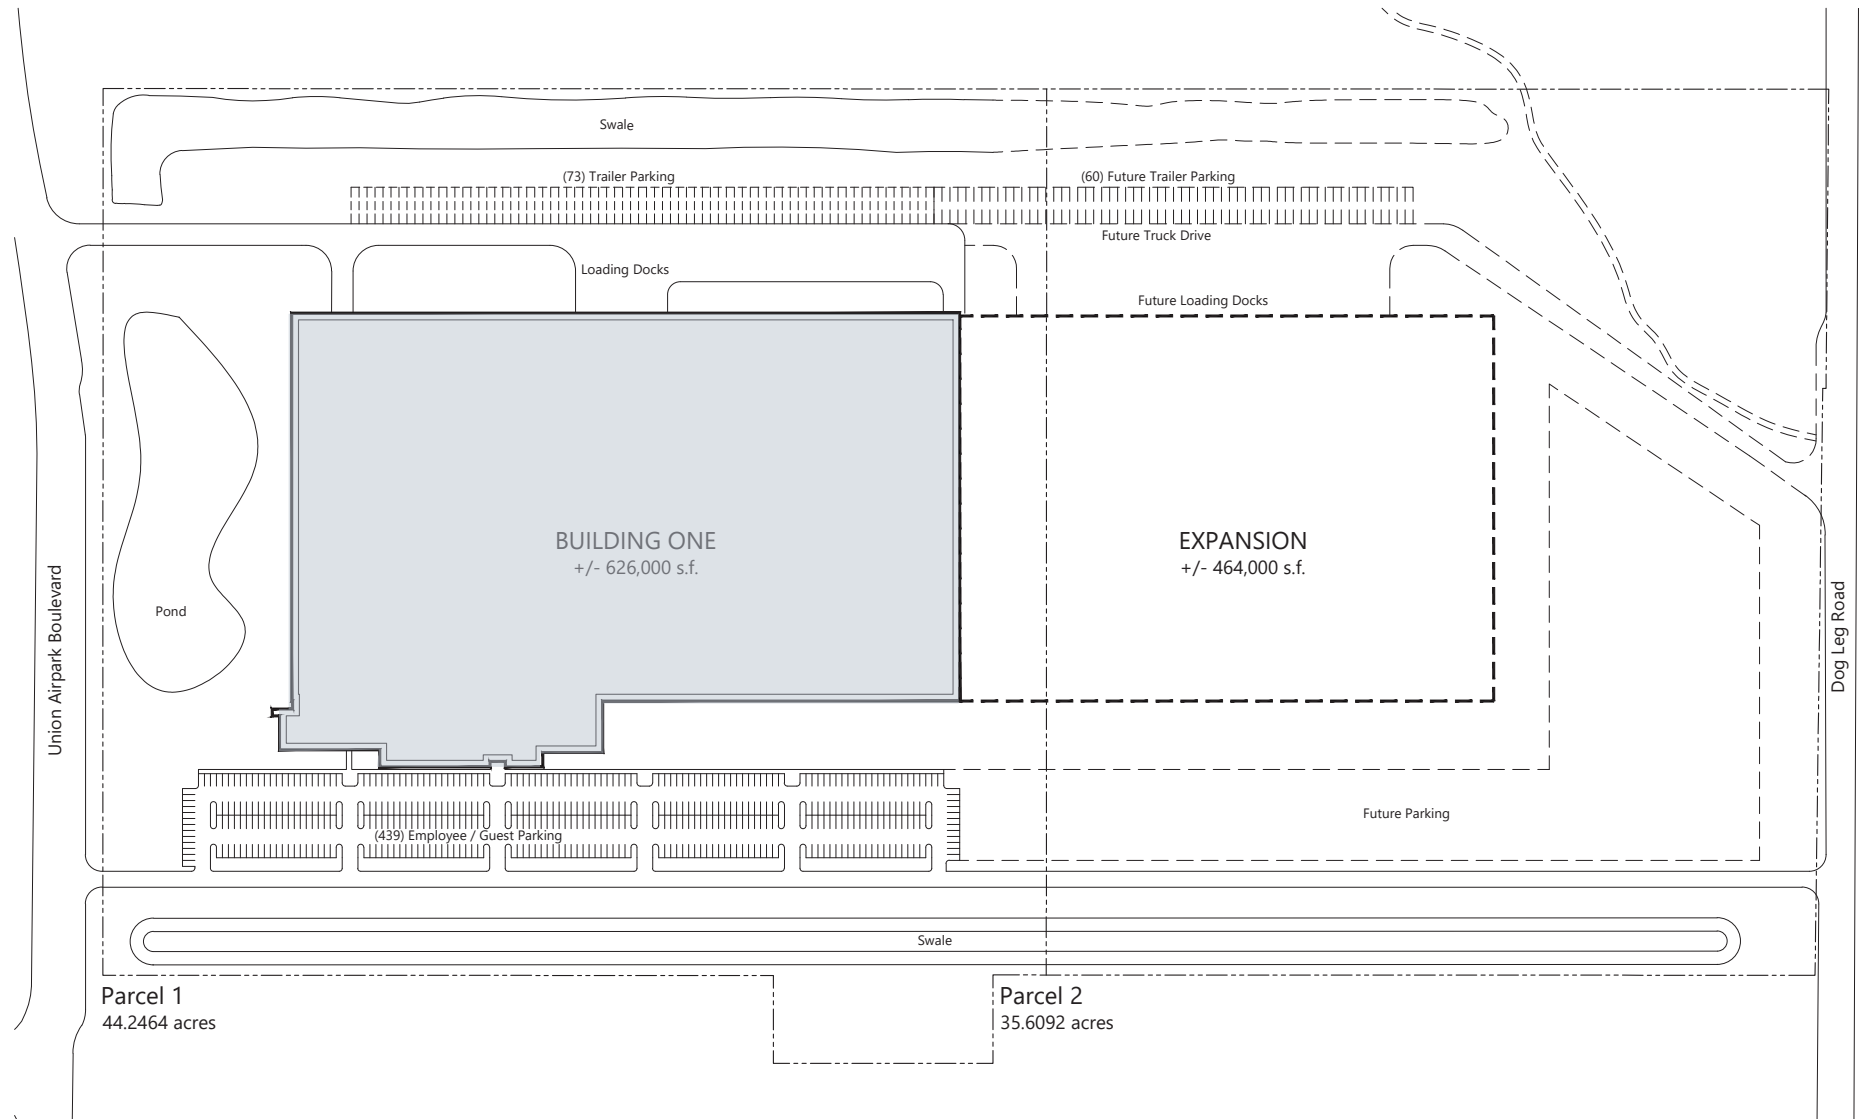 Swale
(73) Trailer Parking
(60) Future Trailer Parking
Future Truck Drive
Loading Docks
Future Loading Docks
BUILDING ONE
+/- 626,000 s.f.
EXPANSION
+/- 464,000 s.f.
Pond
Union Airpark Boulevard
Dog Leg Road
Future Parking
(439) Employee / Guest Parking
Swale
Parcel 1
44.2464 acres
Parcel 2
35.6092 acres